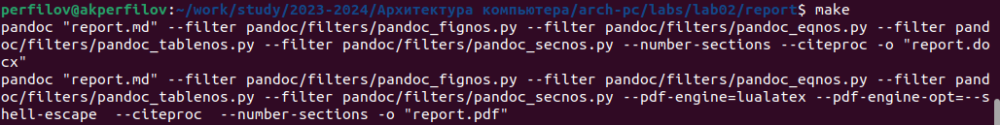 perfilov@akperfilov:~/work/study/2023-2024/Архитектура компьютера/arch-pc/labs/lab02/report$ make
pandoc "report.md" --filter pandoc/filters/pandoc_fignos.py --filter pandoc/filters/pandoc_eqnos.py --filter pand
oc/filters/pandoc_tablenos.py --filter pandoc/filters/pandoc_secnos.py --number-sections --citeproc -o "report.do
cx"
pandoc "report.md" --filter pandoc/filters/pandoc_fignos.py --filter pandoc/filters/pandoc_eqnos.py --filter pand
oc/filters/pandoc_tablenos.py --filter pandoc/filters/pandoc_secnos.py --pdf-engine=lualatex --pdf-engine-opt=--s
hell-escape  --citeproc  --number-sections -o "report.pdf"